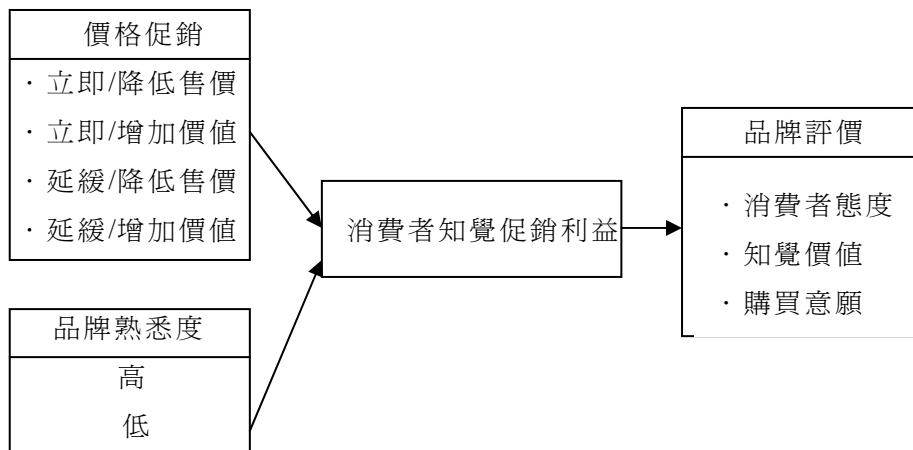 價格促銷
・立即/降低售價
・立即/增加價值
・延緩/降低售價
・延緩/增加價值
品牌熟悉度
高
低
消費者知覺促銷利益
品牌評價
・消費者態度
・知覺價值
・購買意願